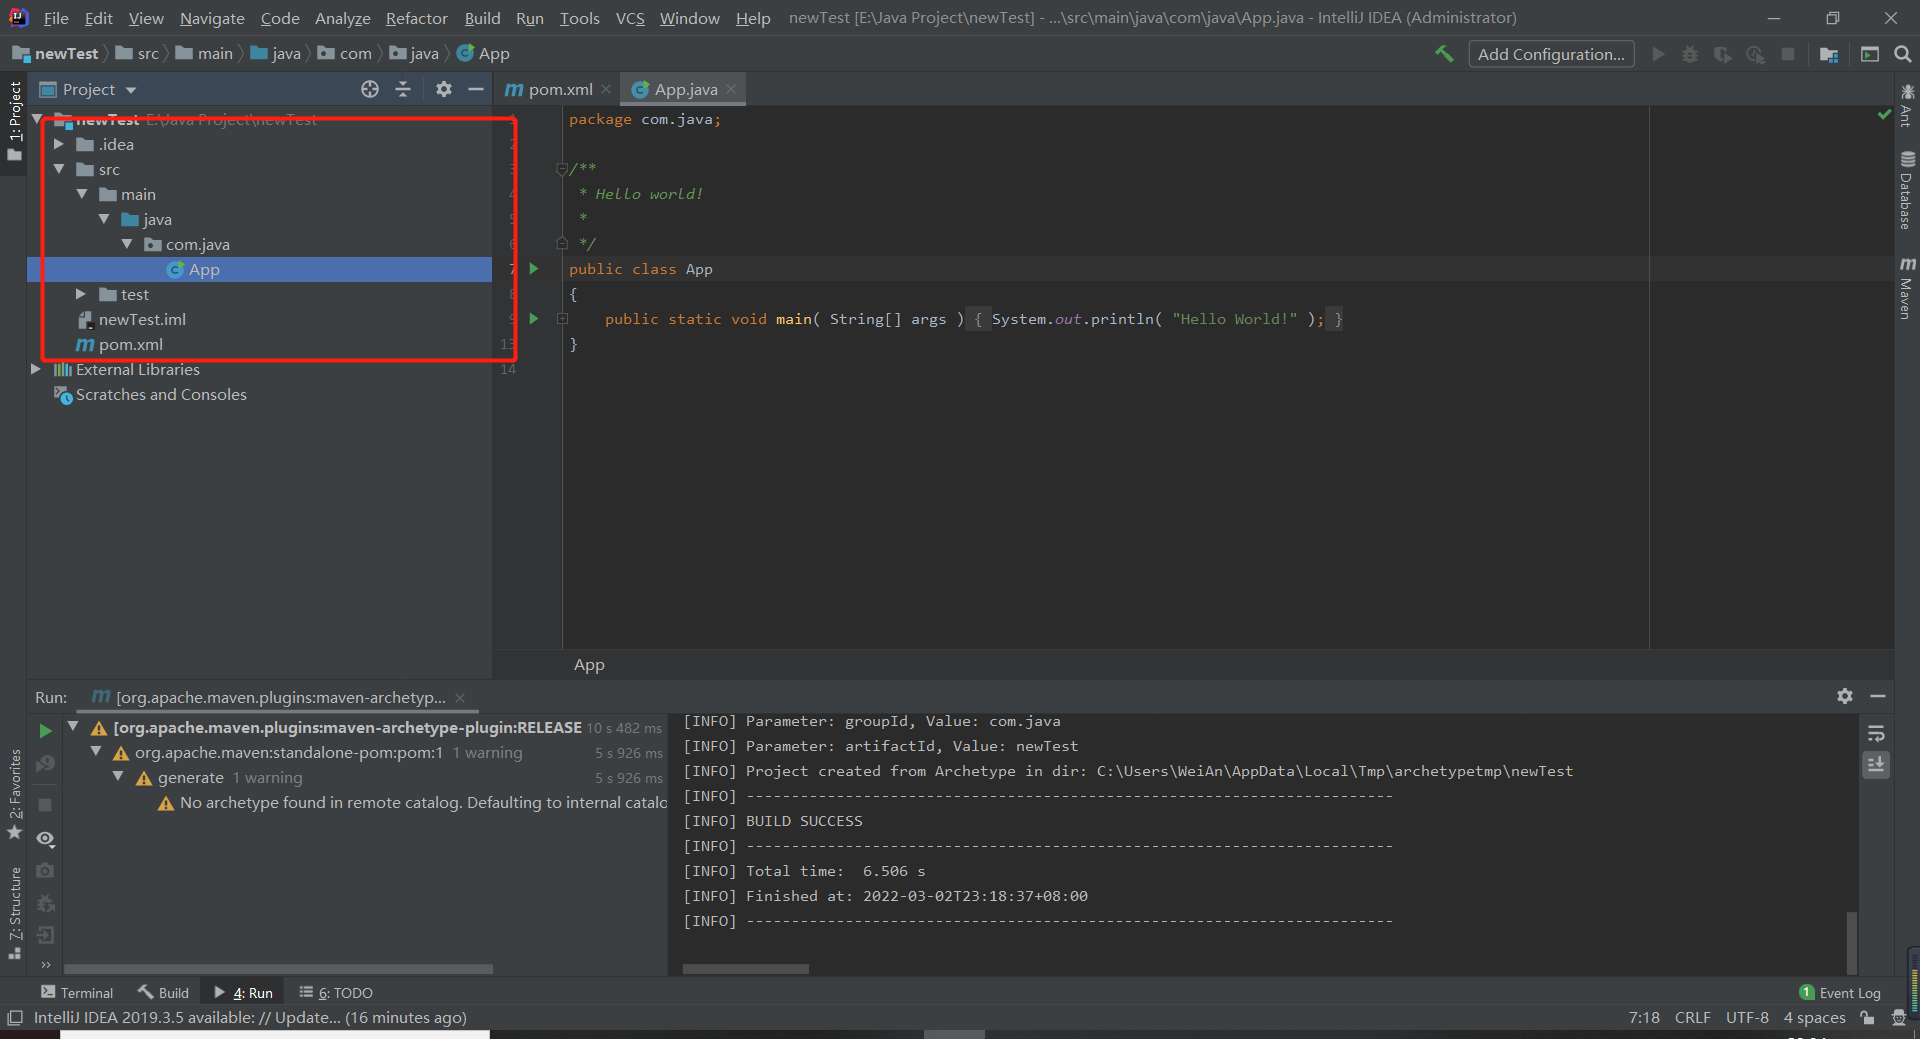 File Edit View Navigate Code Analyze Refactor Build Run Tools VCS Window Help newTest [E:\Java Project\newTest] - ...\src\main\java\com\java\App.java - IntelliJ IDEA (Administrator)
newTest src main java com java App Add Configuration...
Project
pom.xml App.java
1: Project
newTest E:\Java Project\newTest
.idea
src
main
java
com.java
App
test
newTest.iml
pom.xml
External Libraries
Scratches and Consoles
1 package com.java;
2
3 /**
4 * Hello world!
5 *
6 */
7 public class App
8 {
9 public static void main( String[] args ) { System.out.println( "Hello World!" ); }
13 }
14
App
Ant
Database
Maven
Run: [org.apache.maven.plugins:maven-archetyp...
[org.apache.maven.plugins:maven-archetype-plugin:RELEASE 10 s 482 ms
org.apache.maven:standalone-pom:pom:1 1 warning 5 s 926 ms
generate 1 warning 5 s 926 ms
No archetype found in remote catalog. Defaulting to internal catalo
[INFO] Parameter: groupId, Value: com.java
[INFO] Parameter: artifactId, Value: newTest
[INFO] Project created from Archetype in dir: C:\Users\WeiAn\AppData\Local\Tmp\archetypetmp\newTest
[INFO] ------------------------------------------------------------------------
[INFO] BUILD SUCCESS
[INFO] ------------------------------------------------------------------------
[INFO] Total time:  6.506 s
[INFO] Finished at: 2022-03-02T23:18:37+08:00
[INFO] ------------------------------------------------------------------------
2: Favorites
7: Structure
Terminal Build 4: Run 6: TODO 1 Event Log
IntelliJ IDEA 2019.3.5 available: // Update... (16 minutes ago) 7:18 CRLF UTF-8 4 spaces